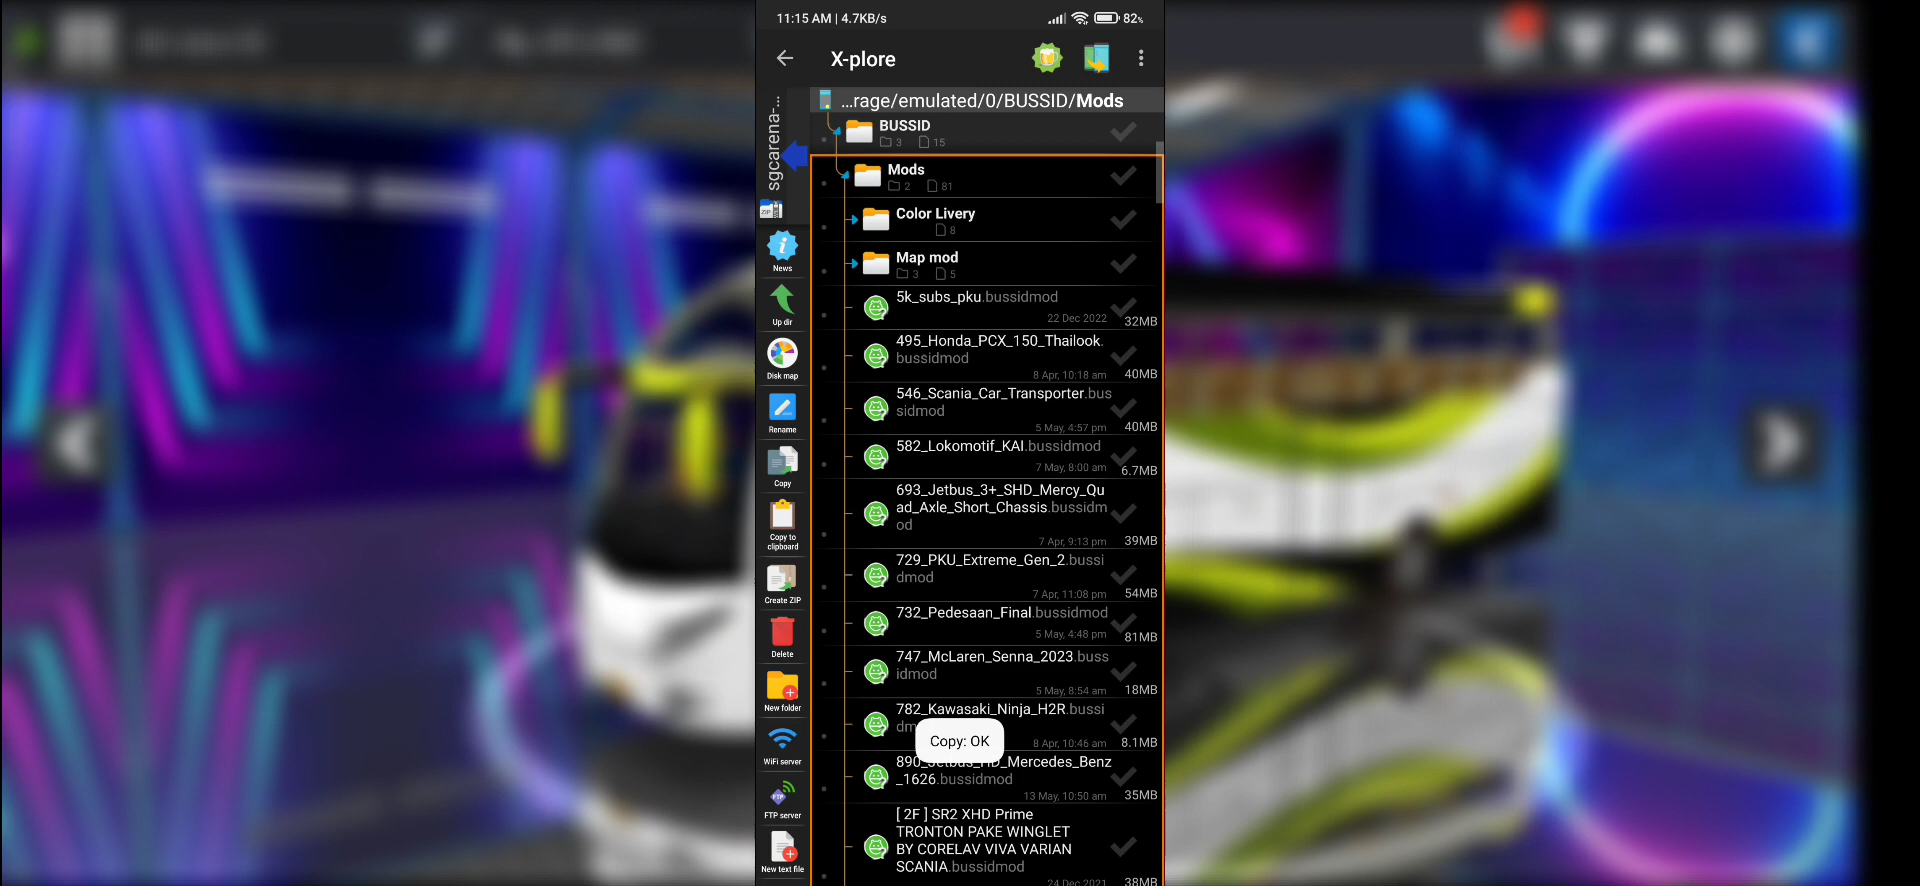 11:15 AM | 4.7KB/s
82%
X-plore
...rage/emulated/0/BUSSID/Mods
sgcarena-...
ZIP
BUSSID
3 15
Mods
2 81
Color Livery
8
Map mod
3 5
5k_subs_pku.bussidmod
22 Dec 2022 32MB
495_Honda_PCX_150_Thailook.
bussidmod
8 Apr, 10:18 am 40MB
546_Scania_Car_Transporter.bus
sidmod
5 May, 4:57 pm 40MB
582_Lokomotif_KAI.bussidmod
7 May, 8:00 am 6.7MB
693_Jetbus_3+_SHD_Mercy_Qu
ad_Axle_Short_Chassis.bussidm
od
7 Apr, 9:13 pm 39MB
729_PKU_Extreme_Gen_2.bussi
dmod
7 Apr, 11:08 pm 54MB
732_Pedesaan_Final.bussidmod
5 May, 4:48 pm 81MB
747_McLaren_Senna_2023.buss
idmod
5 May, 8:54 am 18MB
782_Kawasaki_Ninja_H2R.bussi
8 Apr, 10:46 am 8.1MB
Copy: OK
890_Jetbus_HD_Mercedes_Benz
_1626.bussidmod
13 May, 10:50 am 35MB
[ 2F ] SR2 XHD Prime
TRONTON PAKE WINGLET
BY CORELAV VIVA VARIAN
SCANIA.bussidmod
24 Dec 2021 38MB
News
Up dir
Disk map
Rename
Copy
Copy to
clipboard
Create ZIP
Delete
New folder
WiFi server
FTP
FTP server
New text file